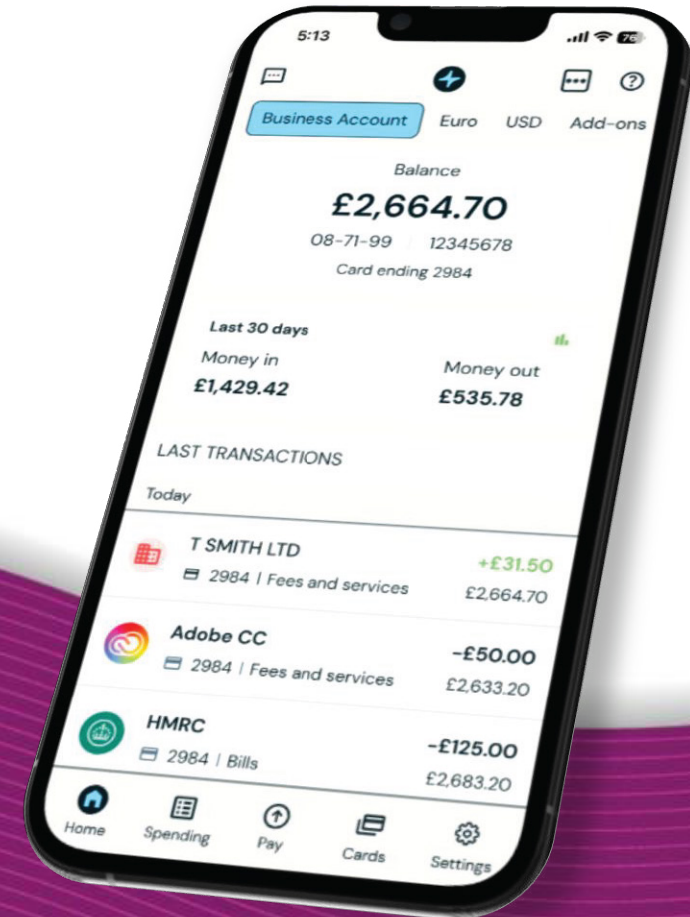 5:13 76
Business Account Euro USD Add-ons
Balance
£2,664.70
08-71-99 12345678
Card ending 2984
Last 30 days
Money in Money out
£1,429.42 £535.78
LAST TRANSACTIONS
Today
T SMITH LTD +£31.50
2984 | Fees and services £2,664.70
Adobe CC -£50.00
2984 | Fees and services £2,633.20
HMRC -£125.00
2984 | Bills £2,683.20
Home Spending Pay Cards Settings